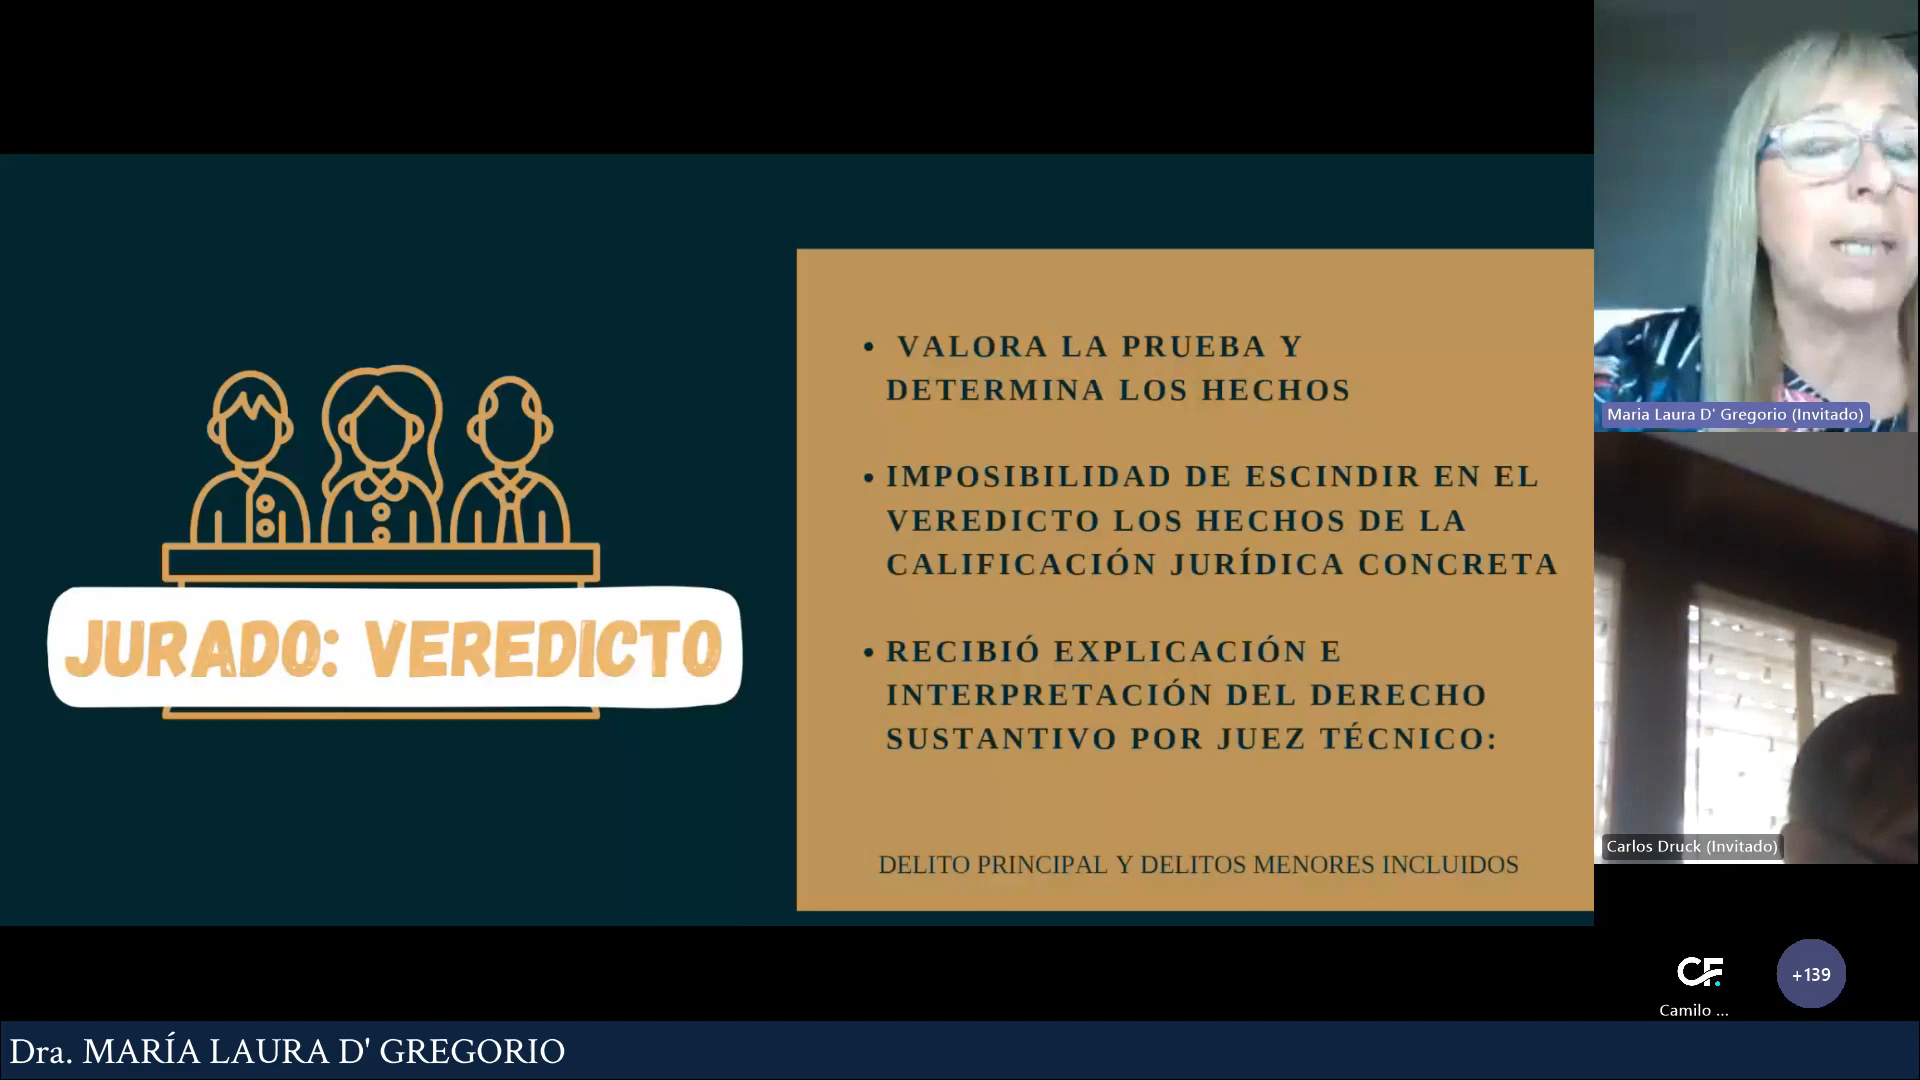 JURADO: VEREDICTO
• VALORA LA PRUEBA Y
DETERMINA LOS HECHOS
• IMPOSIBILIDAD DE ESCINDIR EN EL
VEREDICTO LOS HECHOS DE LA
CALIFICACIÓN JURÍDICA CONCRETA
• RECIBIÓ EXPLICACIÓN E
INTERPRETACIÓN DEL DERECHO
SUSTANTIVO POR JUEZ TÉCNICO:
DELITO PRINCIPAL Y DELITOS MENORES INCLUIDOS
Maria Laura D' Gregorio (Invitado)
Carlos Druck (Invitado)
CF
Camilo ...
+139
Dra. MARÍA LAURA D' GREGORIO